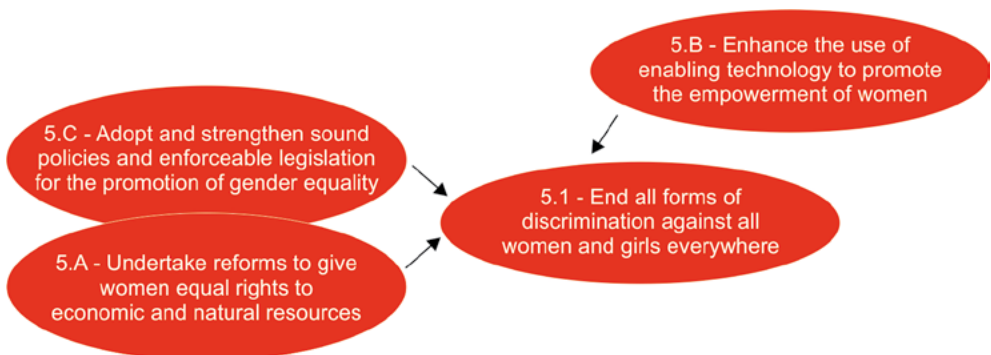 5.B - Enhance the use of
enabling technology to promote
the empowerment of women
5.C - Adopt and strengthen sound
policies and enforceable legislation
for the promotion of gender equality
5.1 - End all forms of
discrimination against all
women and girls everywhere
5.A - Undertake reforms to give
women equal rights to
economic and natural resources